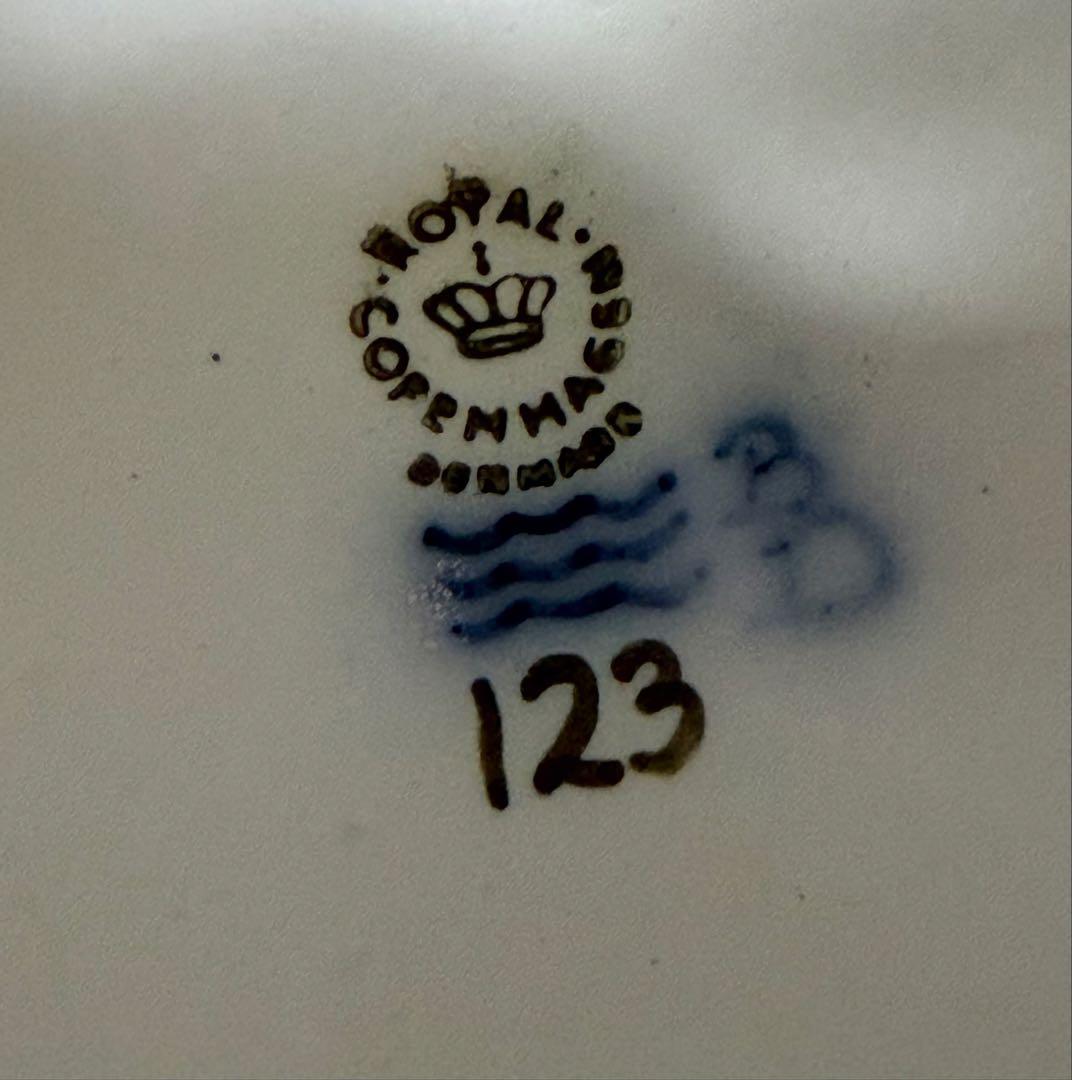 ROYAL · COPENHAGEN ·
DENMARK
123